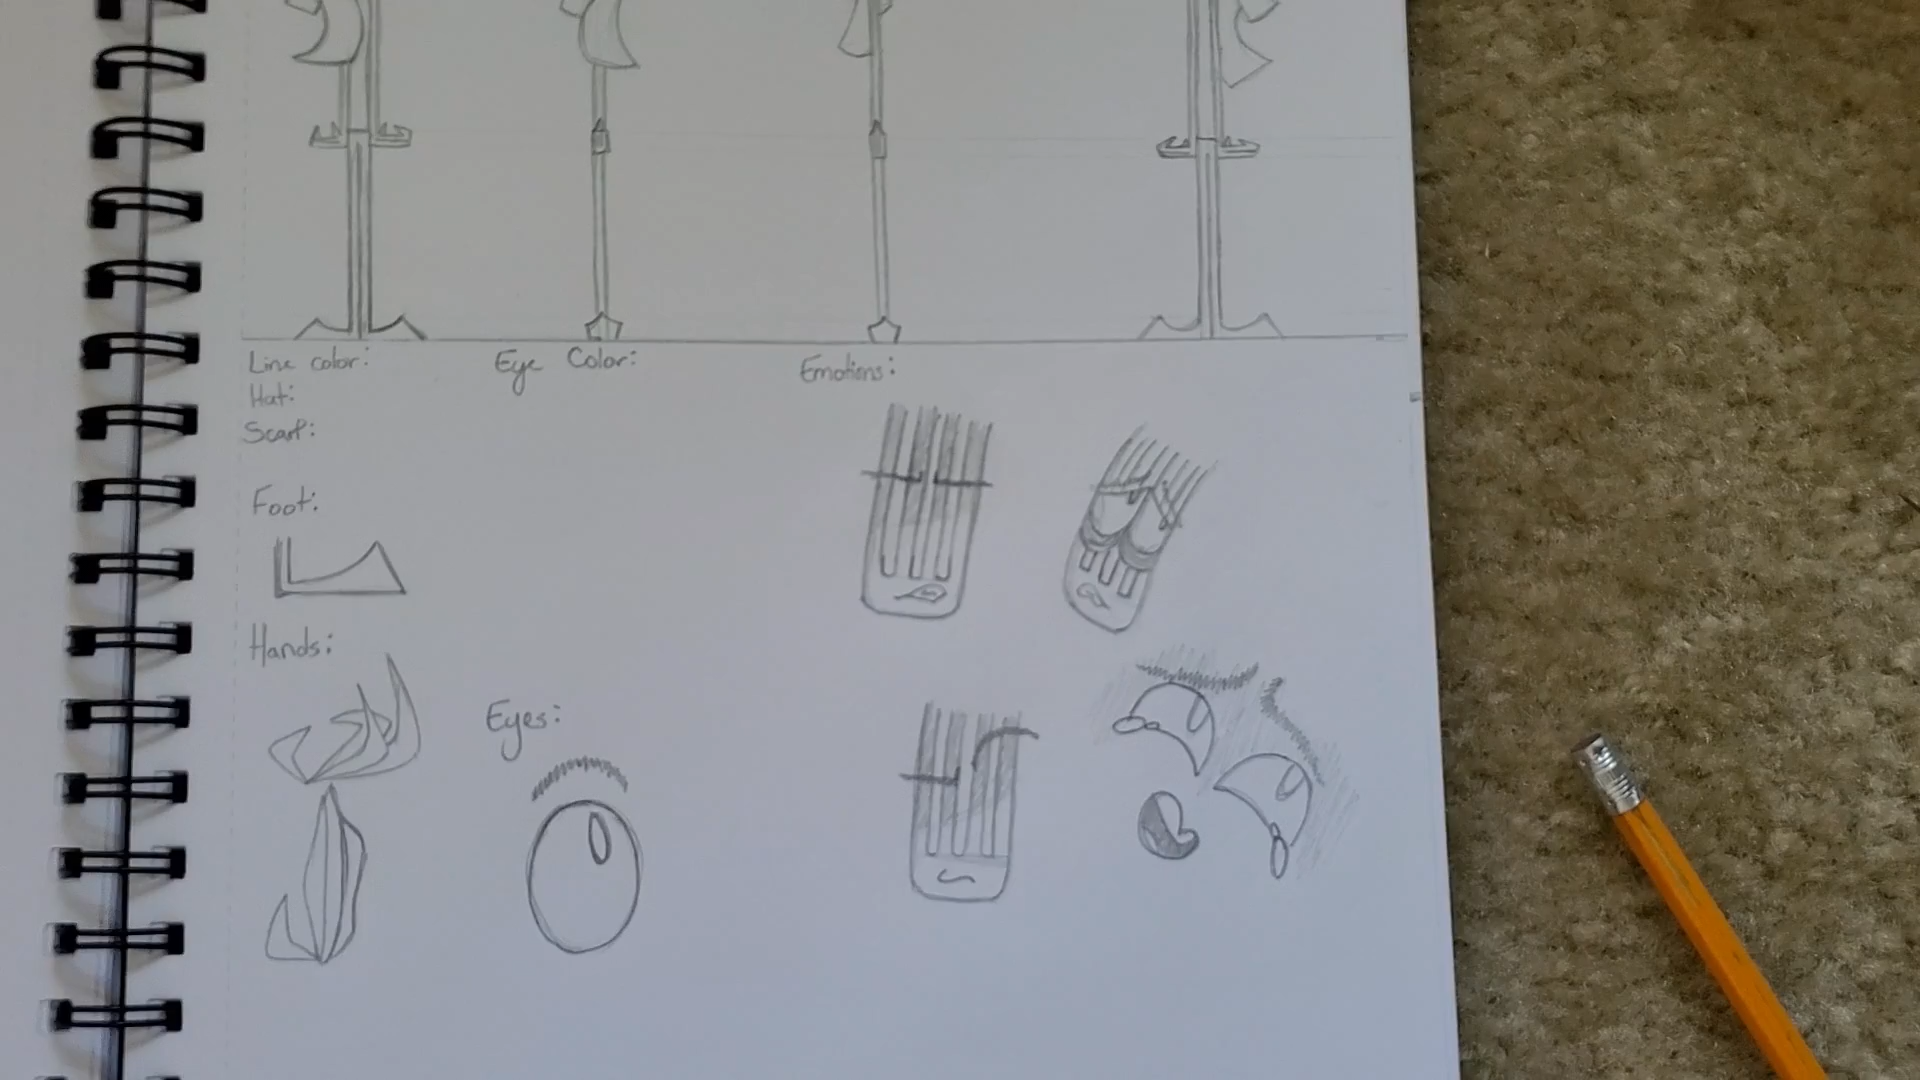 Line color:
Eye Color:
Emotions:
Hat:
Scarf:
Foot:
Hands:
Eyes: